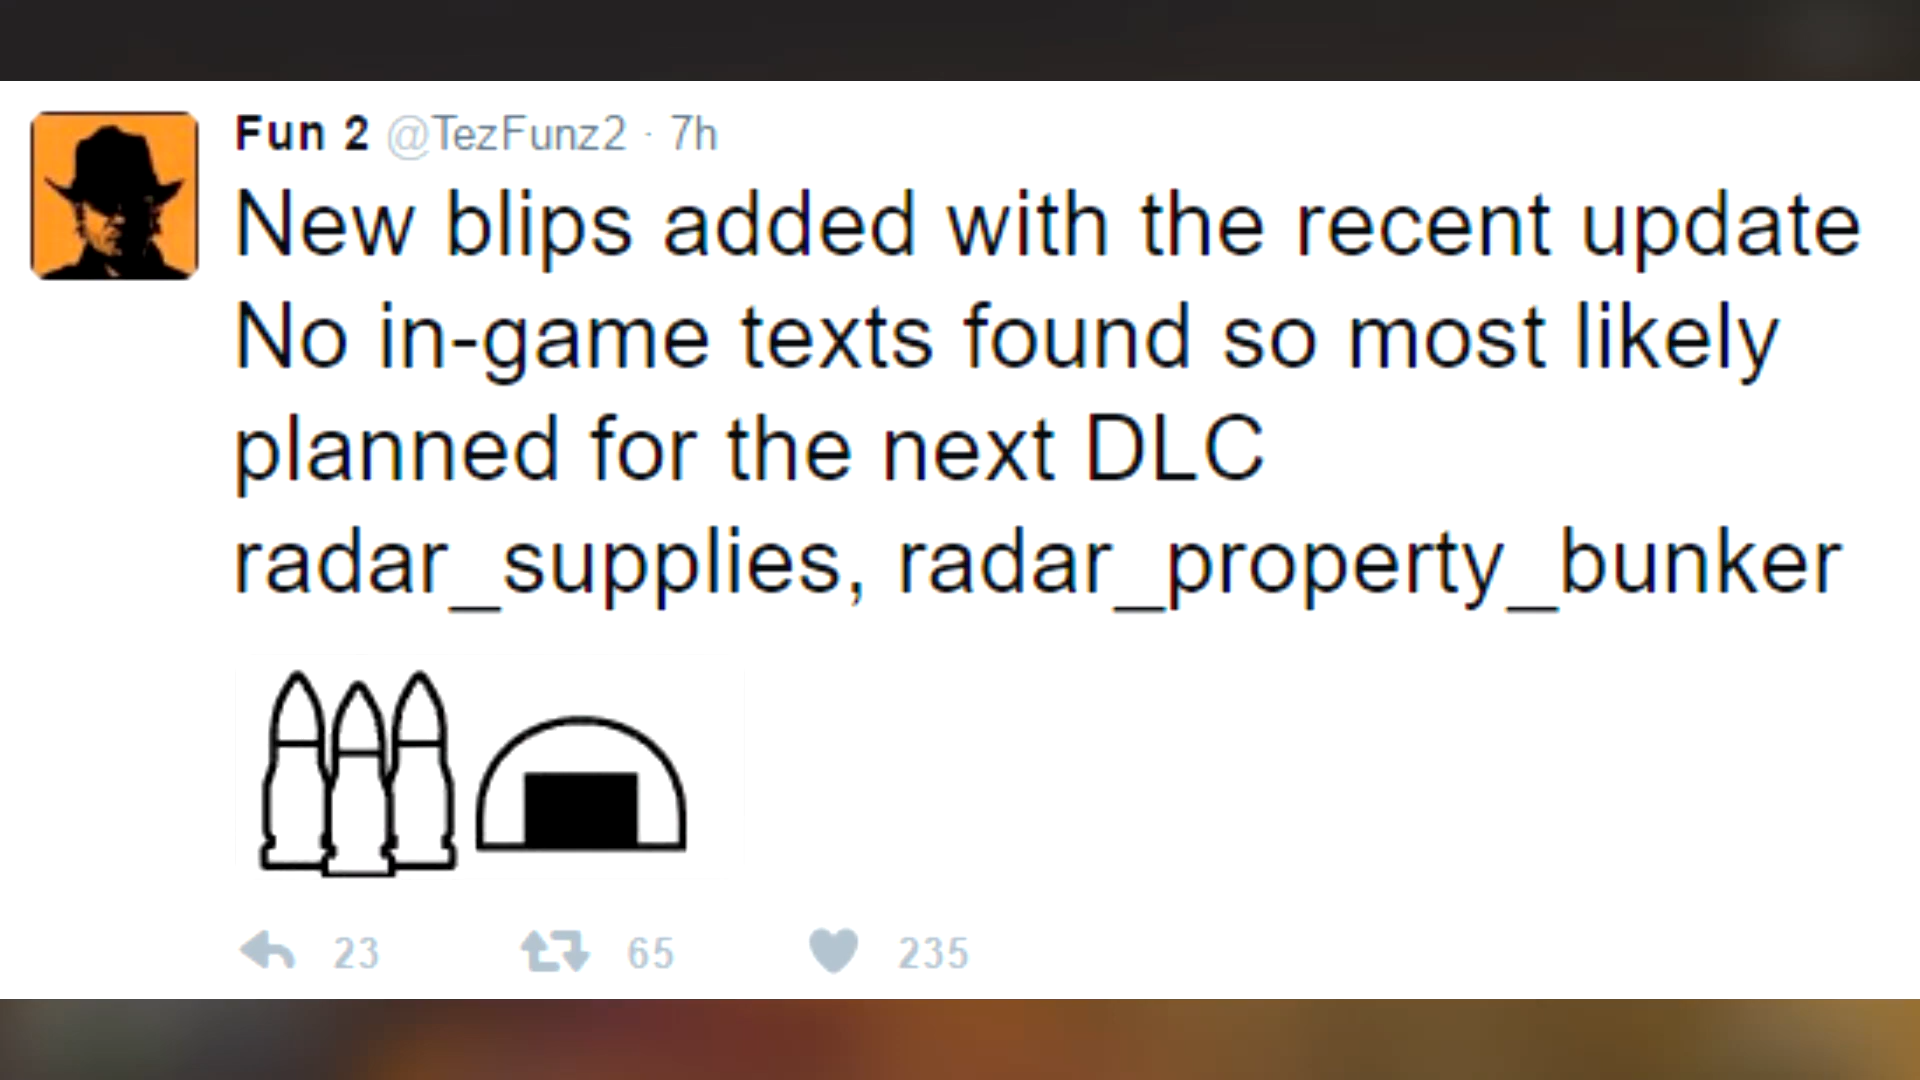 Fun 2 @TezFunz2 · 7h
New blips added with the recent update
No in-game texts found so most likely
planned for the next DLC
radar_supplies, radar_property_bunker
23 65 235